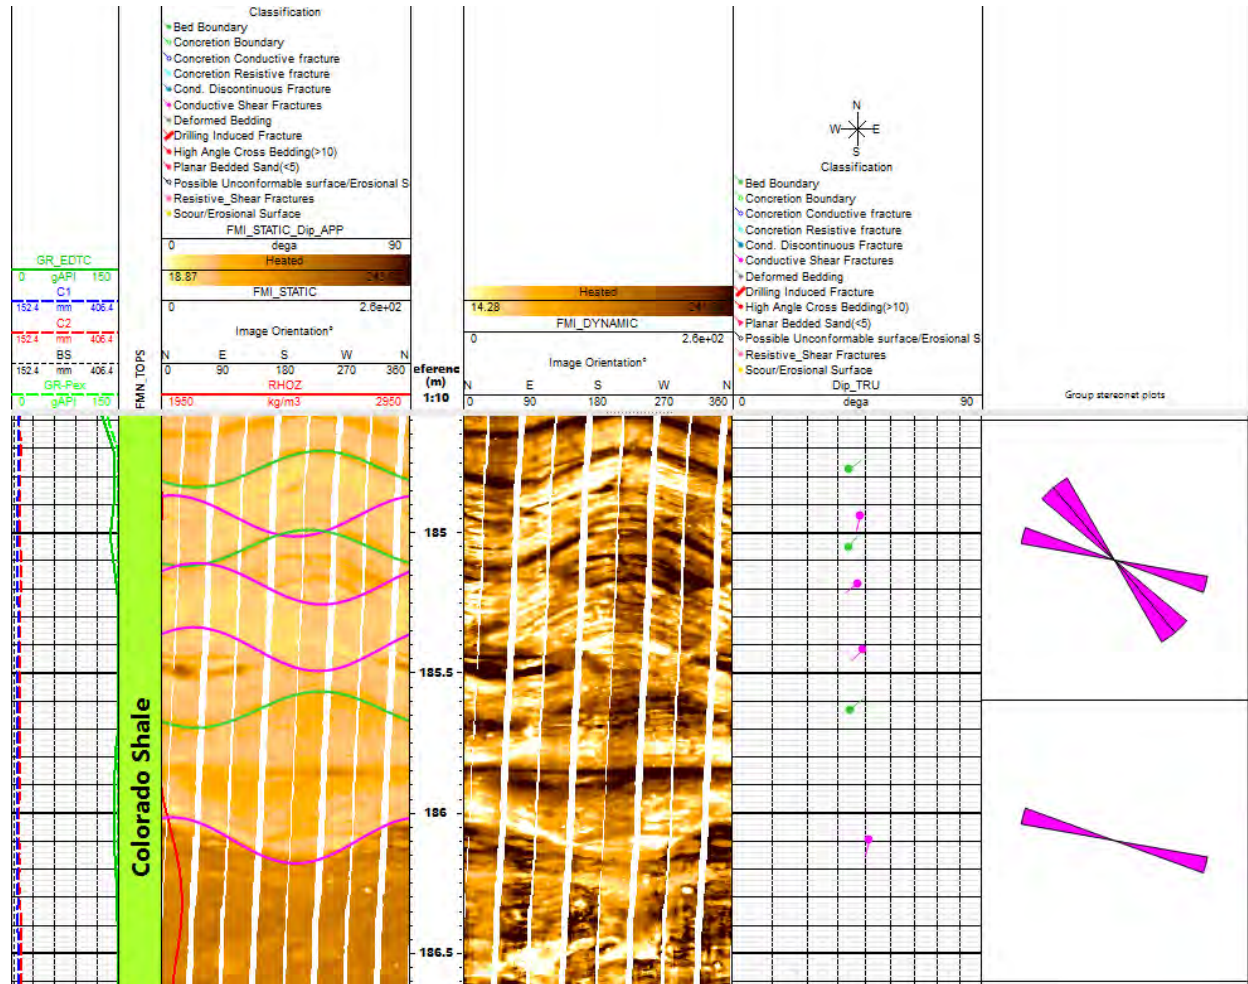 Classification
Bed Boundary
Concretion Boundary
Concretion Conductive fracture
Concretion Resistive fracture
Cond. Discontinuous Fracture
Conductive Shear Fractures
Deformed Bedding
Drilling Induced Fracture
High Angle Cross Bedding(>10)
Planar Bedded Sand(<5)
Possible Unconformable surface/Erosional S
Resistive_Shear Fractures
Scour/Erosional Surface
FMI_STATIC_Dip_APP
0 dega 90
Heated
18.87
FMI_STATIC
0 2.6e+02
Image Orientation°
N E S W N
0 90 180 270 360
RHOZ
1950 kg/m3 2950
GR_EDTC
0 gAPI 150
C1
152.4 mm 406.4
C2
152.4 mm 406.4
BS
152.4 mm 406.4
GR-Pex
0 gAPI 150
FMN_TOPS
eferenc
(m)
1:10
Heated
14.28
FMI_DYNAMIC
0 2.6e+02
Image Orientation°
N E S W N
0 90 180 270 360
N
W E
S
Classification
Bed Boundary
Concretion Boundary
Concretion Conductive fracture
Concretion Resistive fracture
Cond. Discontinuous Fracture
Conductive Shear Fractures
Deformed Bedding
Drilling Induced Fracture
High Angle Cross Bedding(>10)
Planar Bedded Sand(<5)
Possible Unconformable surface/Erosional S
Resistive_Shear Fractures
Scour/Erosional Surface
Dip_TRU
0 dega 90
Group stereonet plots
Colorado Shale
185
185.5
186
186.5